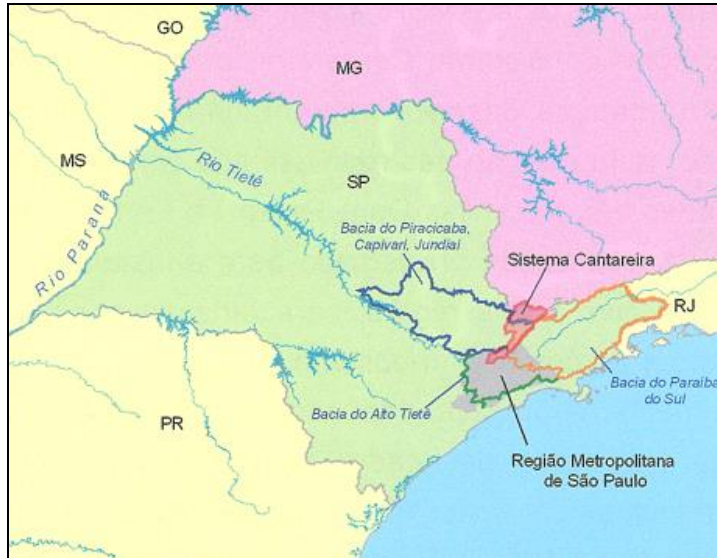 GO
MG
MS
Rio Tietê
SP
Rio Paraná
Bacia do Piracicaba,
Capivari, Jundiaí
Sistema Cantareira
RJ
Bacia do Paraíba
do Sul
Bacia do Alto Tietê
PR
Região Metropolitana
de São Paulo